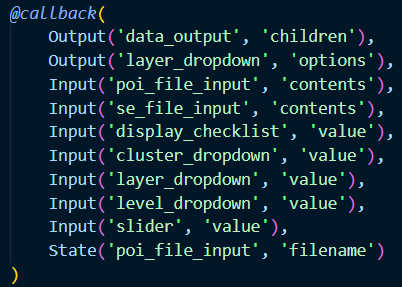 @callback(
    Output('data_output', 'children'),
    Output('layer_dropdown', 'options'),
    Input('poi_file_input', 'contents'),
    Input('se_file_input', 'contents'),
    Input('display_checklist', 'value'),
    Input('cluster_dropdown', 'value'),
    Input('layer_dropdown', 'value'),
    Input('level_dropdown', 'value'),
    Input('slider', 'value'),
    State('poi_file_input', 'filename')
)